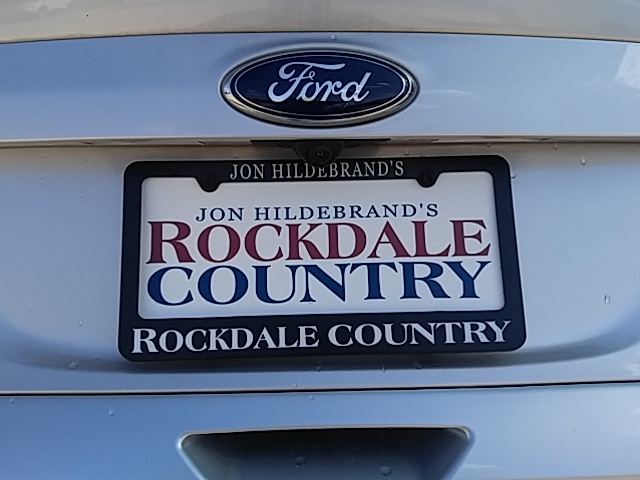 Ford
JON HILDEBRAND'S
JON HILDEBRAND'S
ROCKDALE
COUNTRY
ROCKDALE COUNTRY